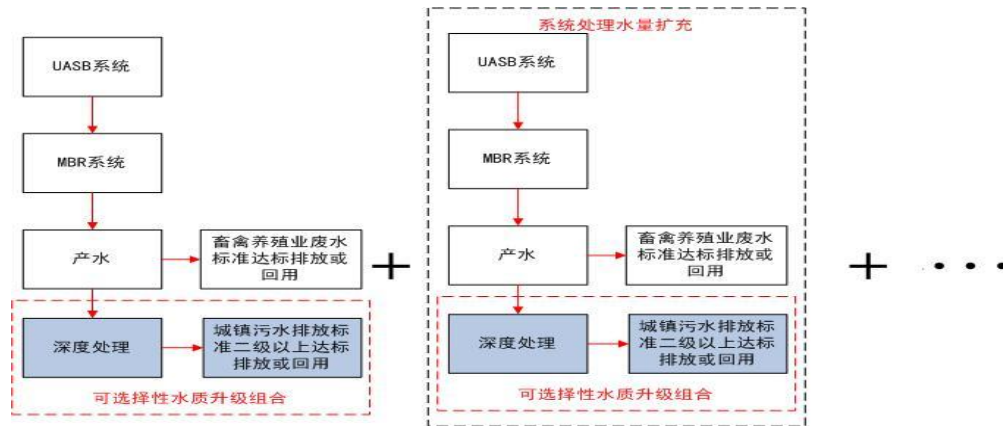 UASB系统
MBR系统
产水
畜禽养殖业废水
标准达标排放或
回用
深度处理
城镇污水排放标
准二级以上达标
排放或回用
可选择性水质升级组合
+
系统处理水量扩充
UASB系统
MBR系统
产水
畜禽养殖业废水
标准达标排放或
回用
深度处理
城镇污水排放标
准二级以上达标
排放或回用
可选择性水质升级组合
+ ···